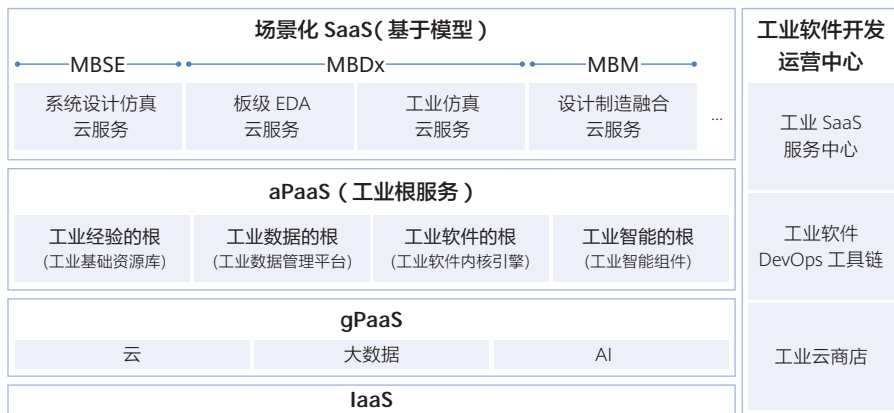 场景化 SaaS（基于模型）
MBSE
MBDx
MBM
系统设计仿真
云服务
板级 EDA
云服务
工业仿真
云服务
设计制造融合
云服务
...
aPaaS（工业根服务）
工业经验的根
(工业基础资源库)
工业数据的根
(工业数据管理平台)
工业软件的根
(工业软件内核引擎)
工业智能的根
(工业智能组件)
gPaaS
云
大数据
AI
IaaS
工业软件开发
运营中心
工业 SaaS
服务中心
工业软件
DevOps 工具链
工业云商店